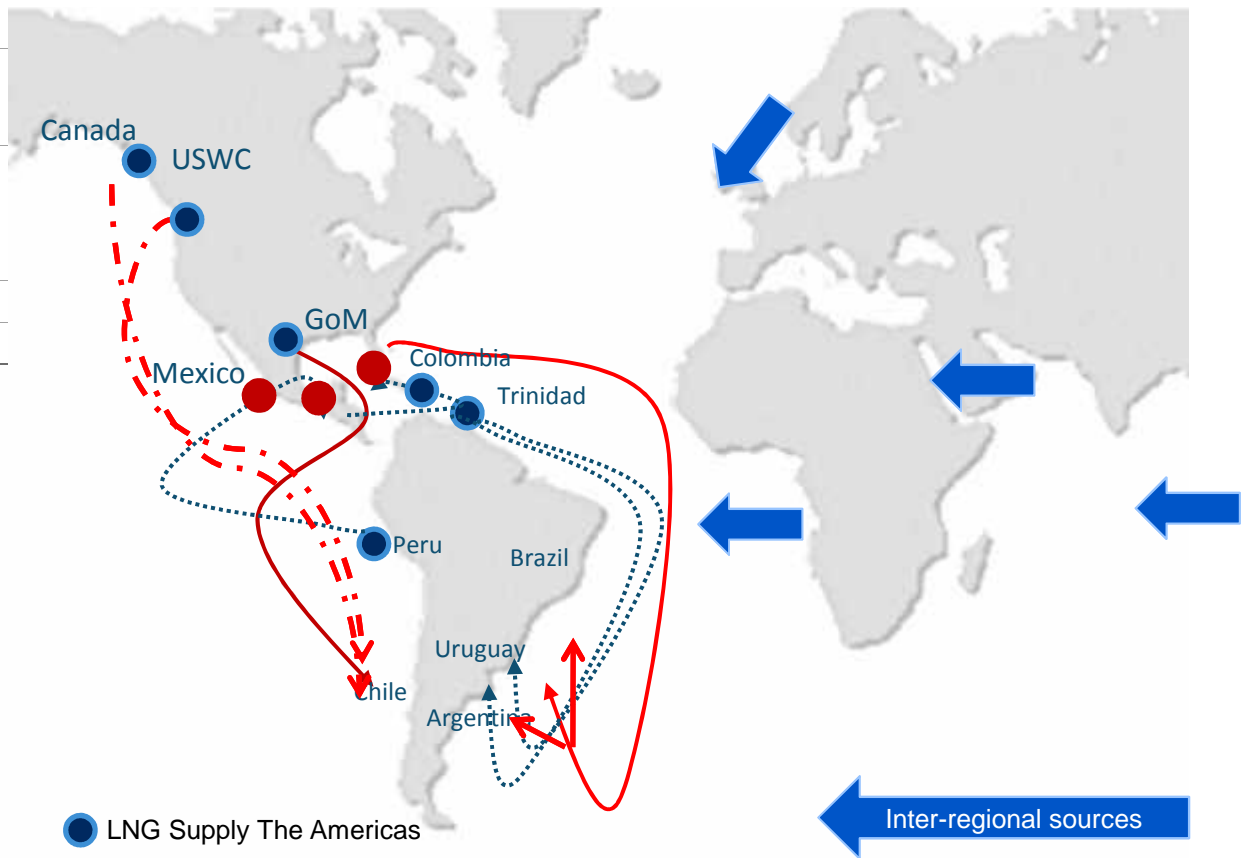 Canada
USWC
GoM
Mexico
Colombia
Trinidad
Peru
Brazil
Uruguay
Chile
Argentina
LNG Supply The Americas
Inter-regional sources